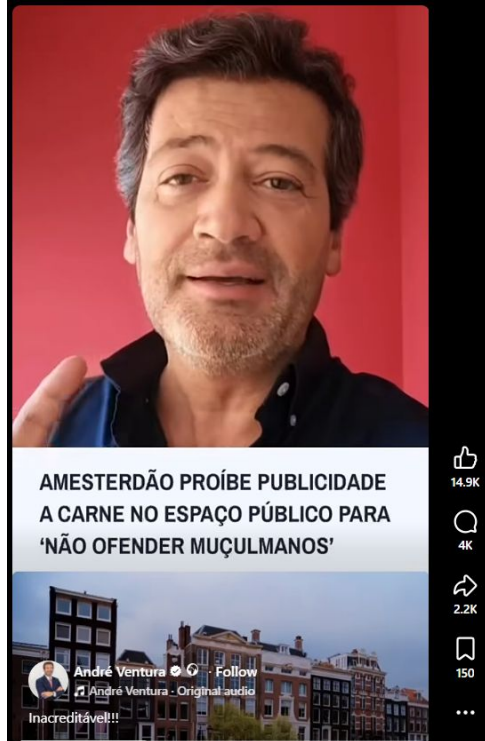 AMESTERDÃO PROÍBE PUBLICIDADE
A CARNE NO ESPAÇO PÚBLICO PARA
‘NÃO OFENDER MUÇULMANOS’
14.9K
4K
2.2K
150
André Ventura · Follow
André Ventura · Original audio
Inacreditável!!!